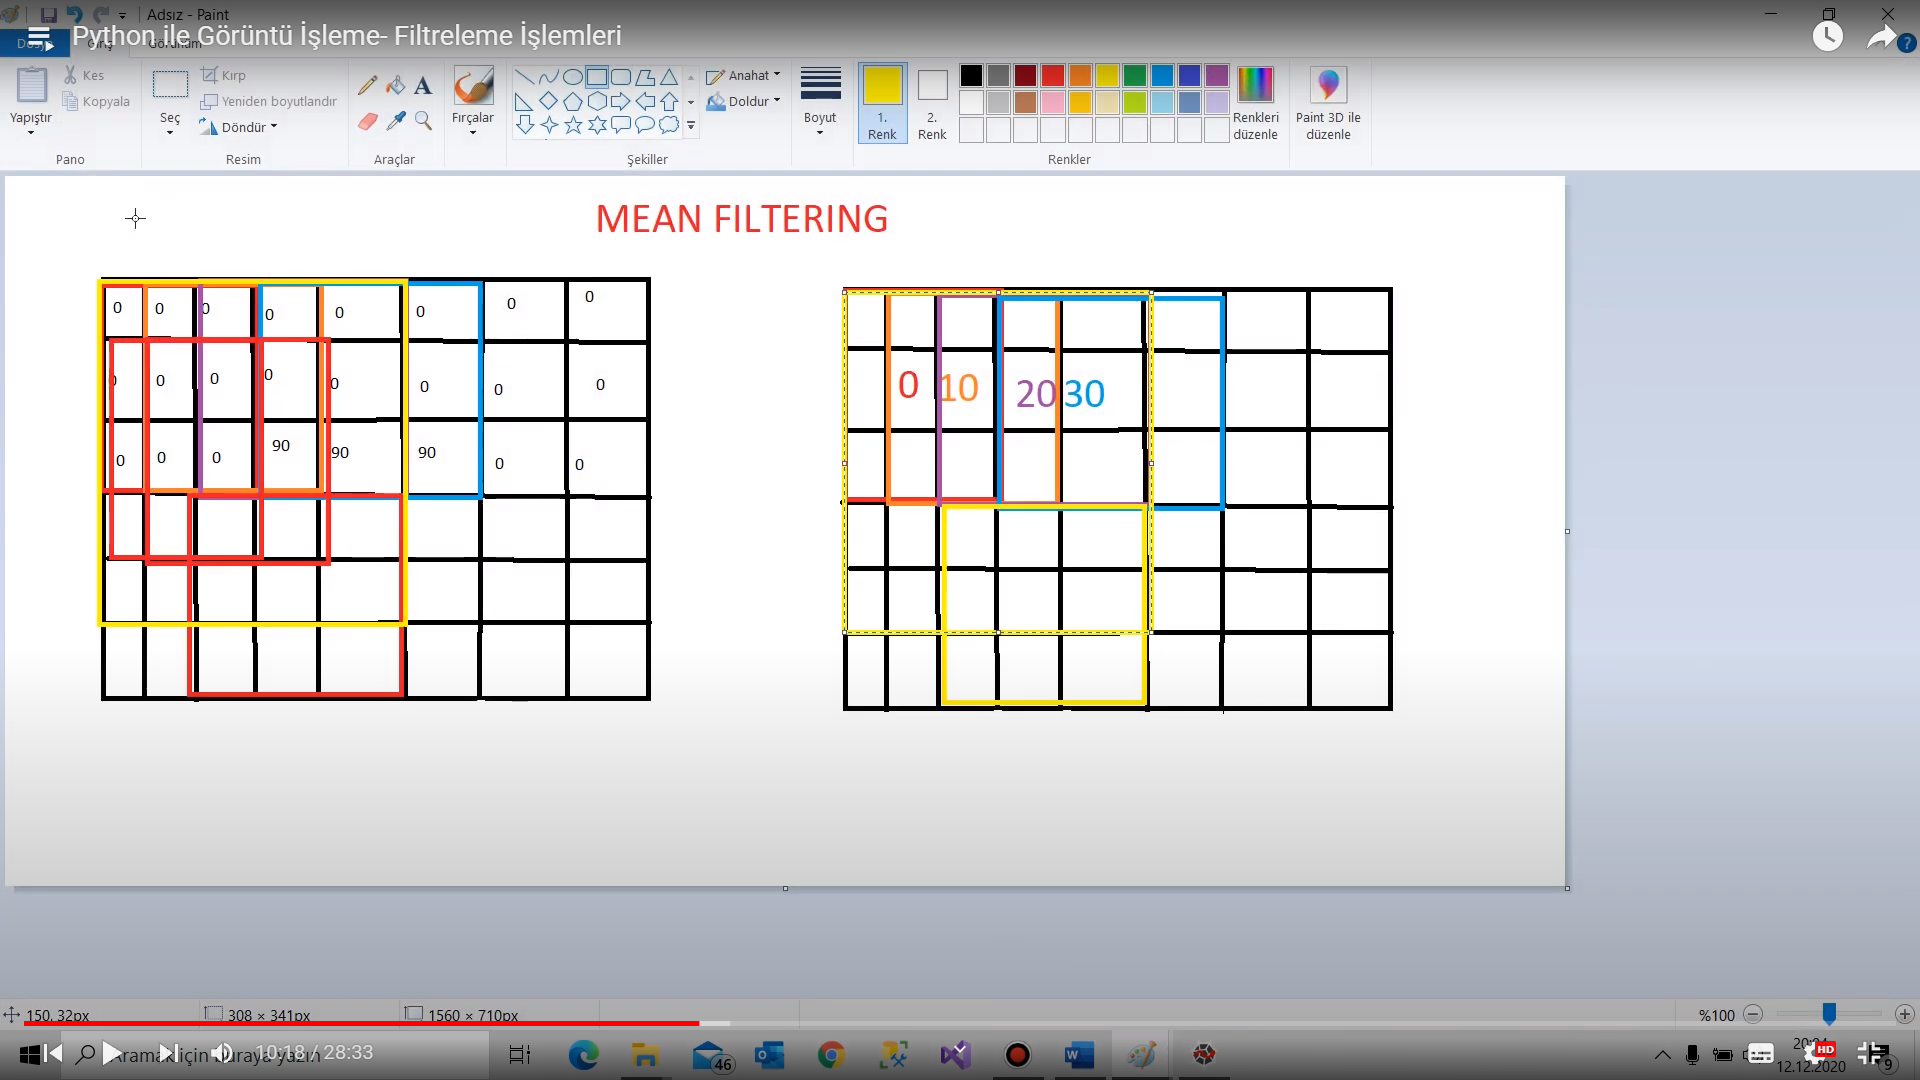 Adsız - Paint
Python ile Görüntü İşleme- Filtreleme İşlemleri
Görünüm
Yapıştır
Kes
Kopyala
Pano
Seç
Kırp
Yeniden boyutlandır
Döndür
Resim
Araçlar
Fırçalar
Şekiller
Anahat
Doldur
Boyut
1.
Renk
2.
Renk
Renkler
Renkleri
düzenle
Paint 3D ile
düzenle
MEAN FILTERING
0 0 0 0 0 0 0 0
0 0 0 0 0 0 0 0
0 0 0 90 90 90 0 0
0 10 20 30
150, 32px
308 × 341px
1560 × 710px
%100
Aramak için buraya yazın
10:18 / 28:33
46
HD
12.12.2020
9